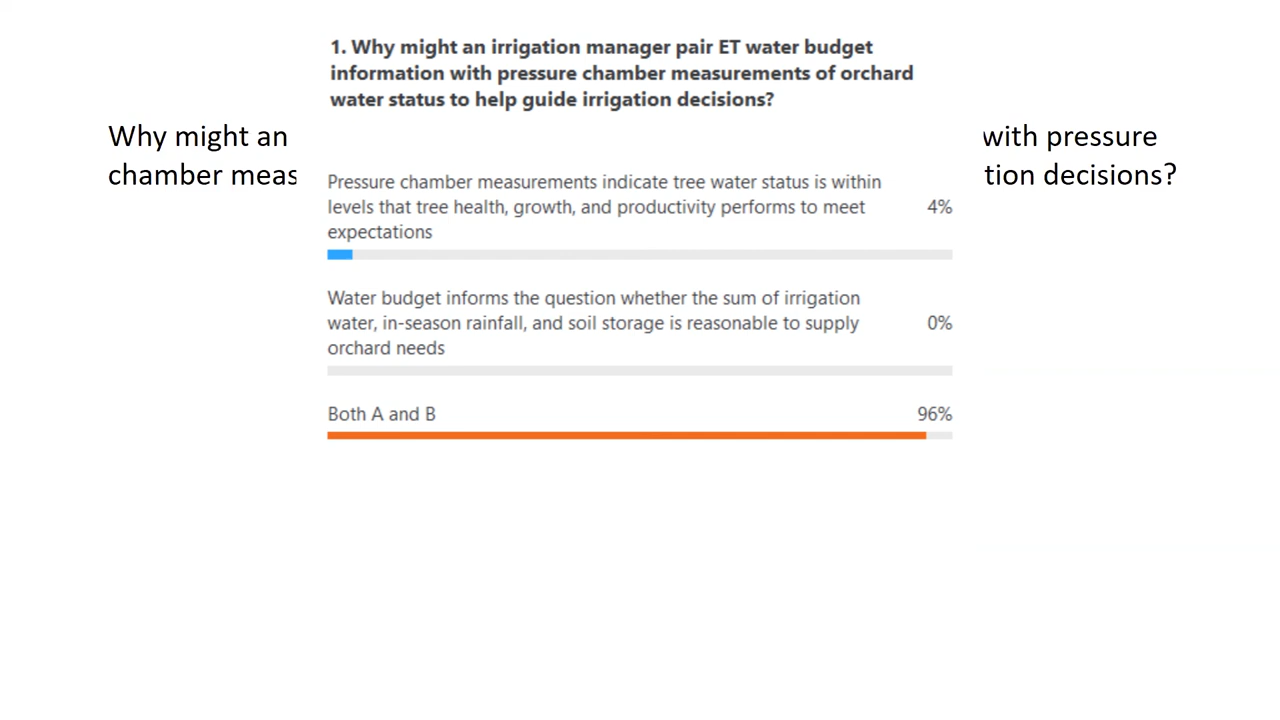 1. Why might an irrigation manager pair ET water budget
information with pressure chamber measurements of orchard
water status to help guide irrigation decisions?
Why might an
with pressure
chamber meas
tion decisions?
Pressure chamber measurements indicate tree water status is within
levels that tree health, growth, and productivity performs to meet
expectations
4%
Water budget informs the question whether the sum of irrigation
water, in-season rainfall, and soil storage is reasonable to supply
orchard needs
0%
Both A and B
96%